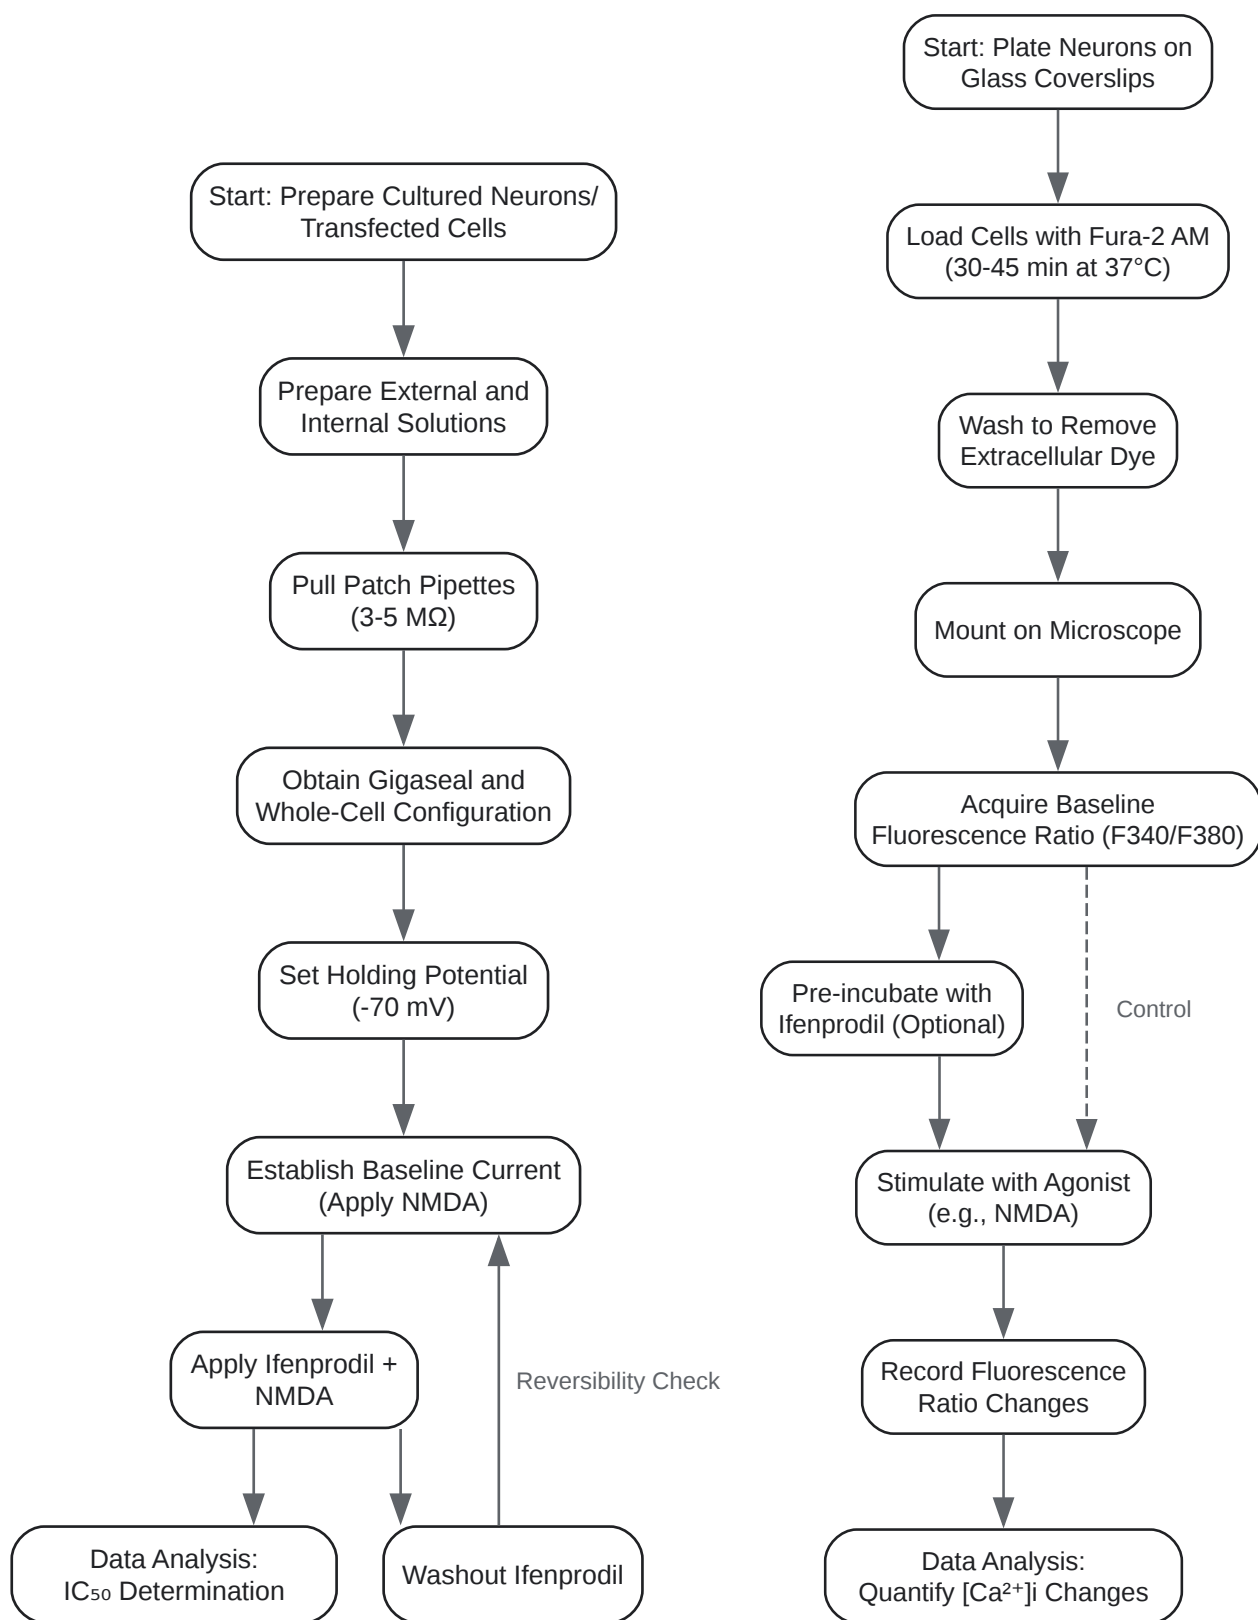 Start: Prepare Cultured Neurons/
Transfected Cells
Prepare External and
Internal Solutions
Pull Patch Pipettes
(3-5 MΩ)
Obtain Gigaseal and
Whole-Cell Configuration
Set Holding Potential
(-70 mV)
Establish Baseline Current
(Apply NMDA)
Apply Ifenprodil +
NMDA
Reversibility Check
Data Analysis:
IC₅₀ Determination
Washout Ifenprodil
Start: Plate Neurons on
Glass Coverslips
Load Cells with Fura-2 AM
(30-45 min at 37°C)
Wash to Remove
Extracellular Dye
Mount on Microscope
Acquire Baseline
Fluorescence Ratio (F340/F380)
Pre-incubate with
Ifenprodil (Optional)
Control
Stimulate with Agonist
(e.g., NMDA)
Record Fluorescence
Ratio Changes
Data Analysis:
Quantify [Ca²⁺]i Changes